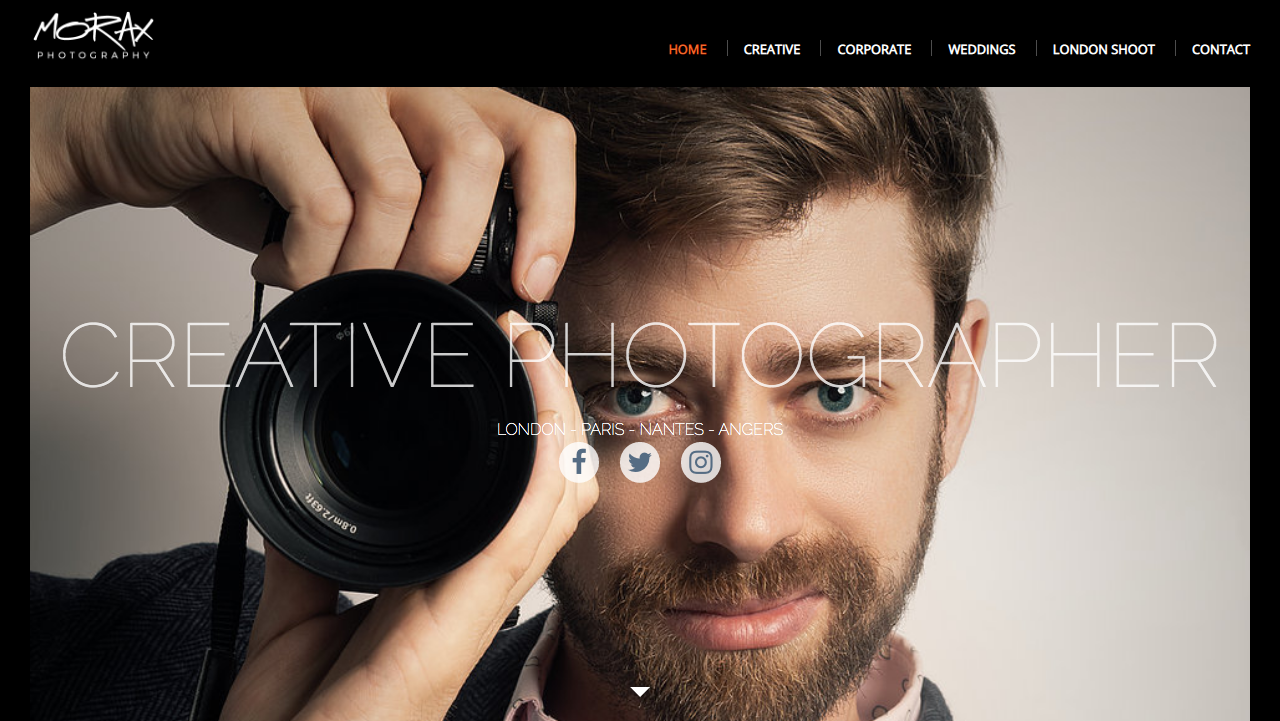 MORAX
PHOTOGRAPHY
HOME
CREATIVE
CORPORATE
WEDDINGS
LONDON SHOOT
CONTACT
CREATIVE PHOTOGRAPHER
LONDON - PARIS - NANTES - ANGERS
0.8m/2.63ft